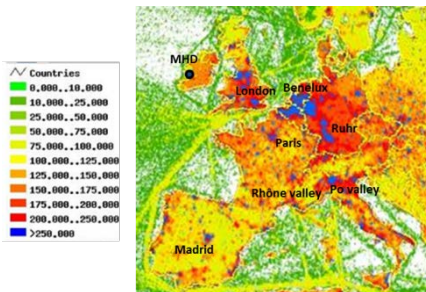 Countries
0.000..10.000
10.000..25.000
25.000..50.000
50.000..75.000
75.000..100.000
100.000..125.000
125.000..150.000
150.000..175.000
175.000..200.000
200.000..250.000
>250.000
MHD
London
Benelux
Ruhr
Paris
Rhône valley
Po valley
Madrid